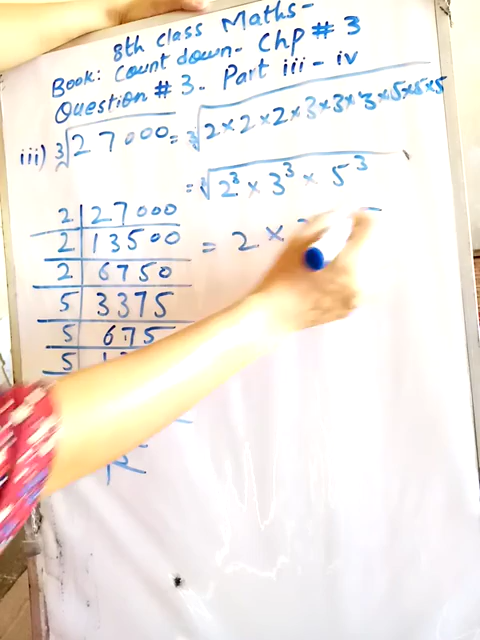 8th class Maths-
Book: Count down- Chp # 3
Question # 3. Part iii - iv
iii) ∛27000 = ∛2×2×2×3×3×3×5×5×5
= ∛2³ × 3³ × 5³
2 | 27000
2 | 13500 = 2 ×
2 | 6750
5 | 3375
5 | 675
5 | 1